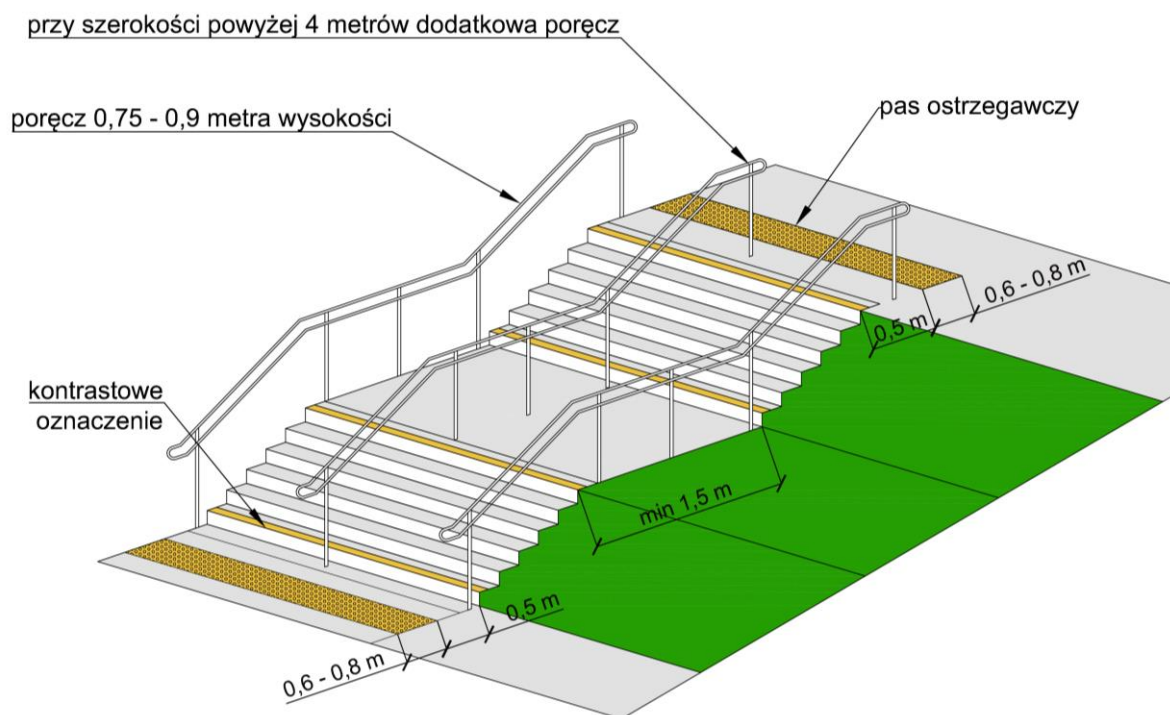 przy szerokości powyżej 4 metrów dodatkowa poręcz
poręcz 0,75 - 0,9 metra wysokości
pas ostrzegawczy
0,6 - 0,8 m
0,5 m
kontrastowe
oznaczenie
min 1,5 m
0,5 m
0,6 - 0,8 m